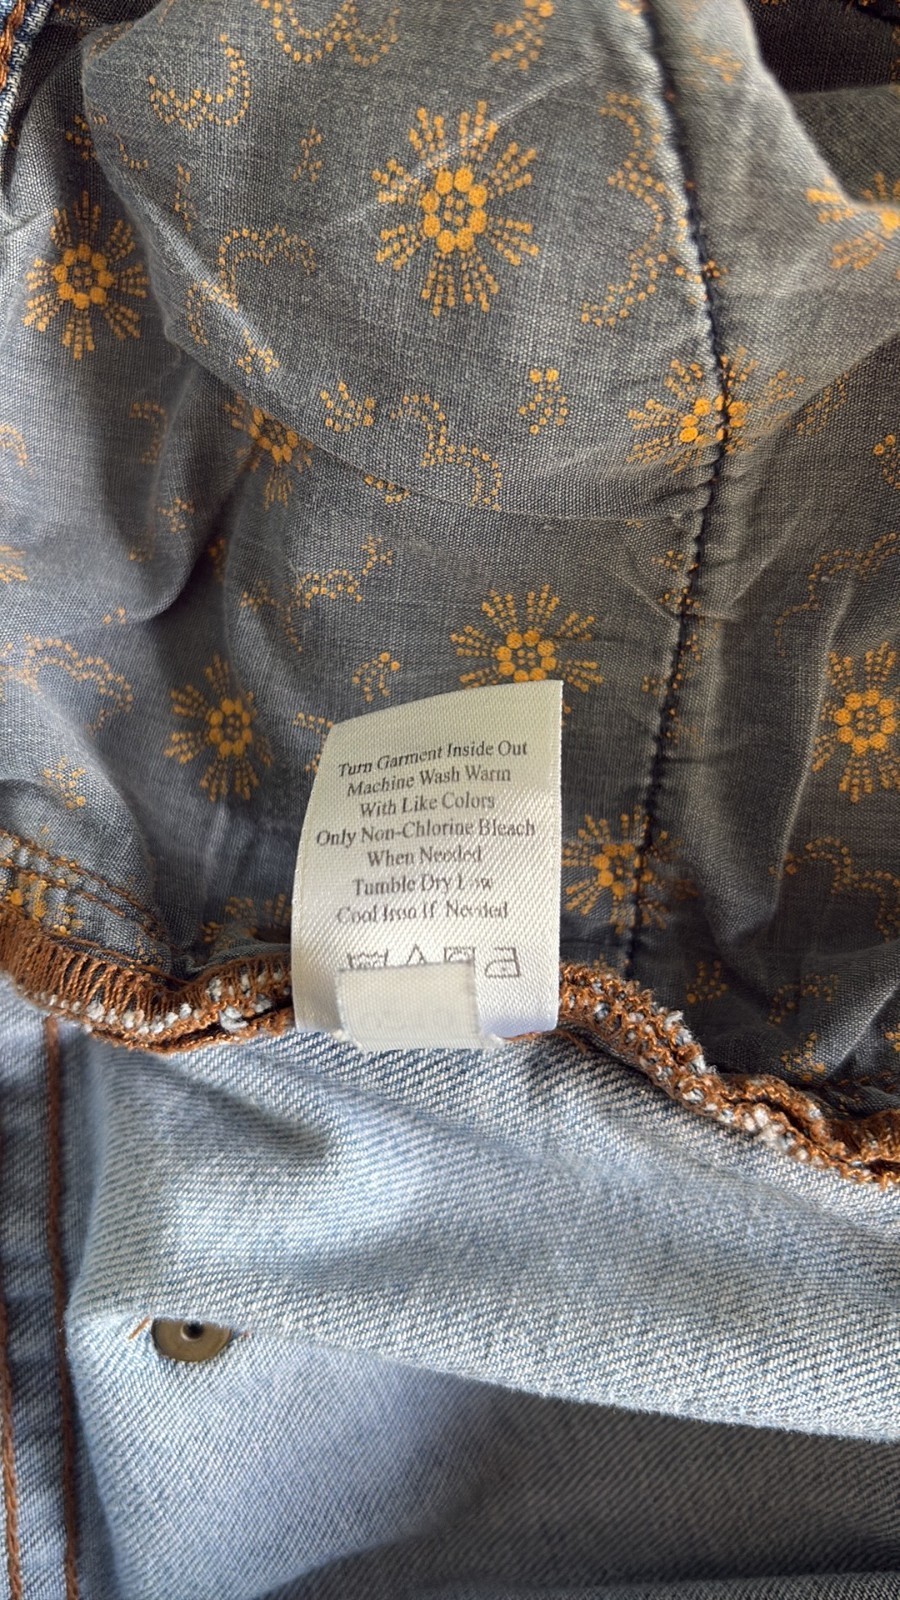 Turn Garment Inside Out
Machine Wash Warm
With Like Colors
Only Non-Chlorine Bleach
When Needed
Tumble Dry Low
Cool Iron If Needed